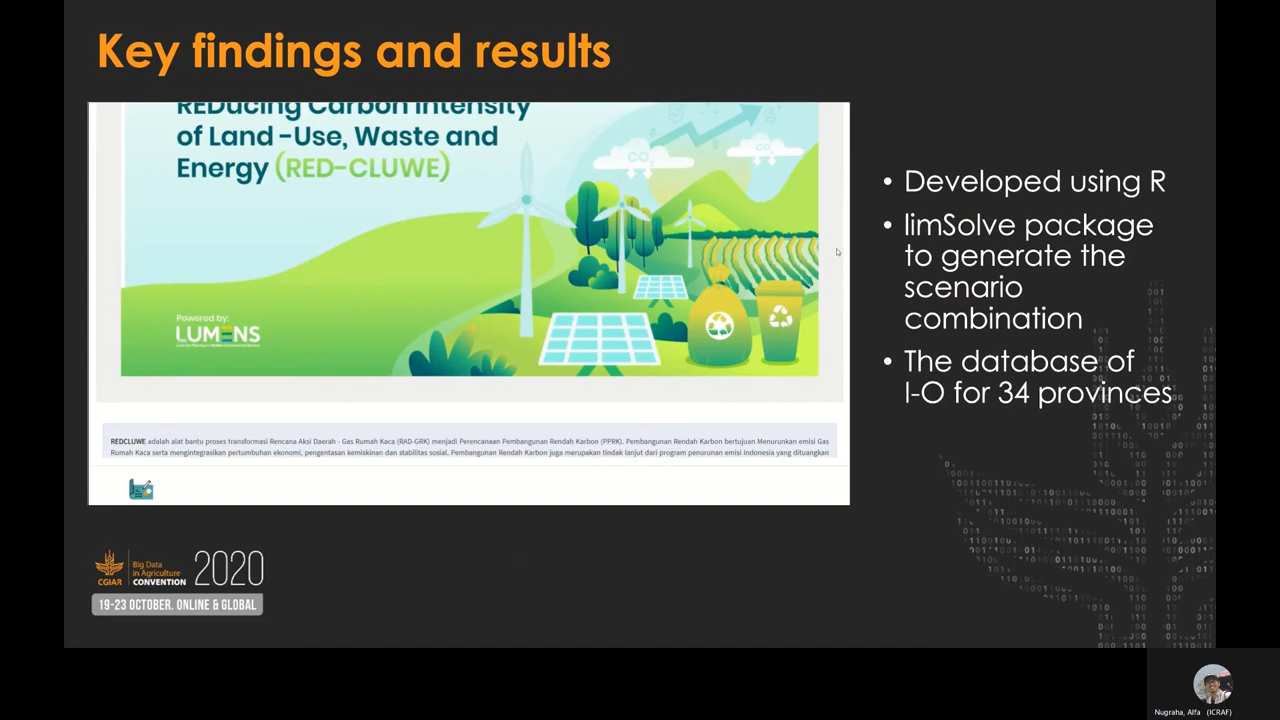 Key findings and results
REDucing Carbon Intensity
of Land -Use, Waste and
Energy (RED-CLUWE)
CO2
Powered by:
LUMENS
REDCLUWE adalah alat bantu proses transformasi Rencana Aksi Daerah - Gas Rumah Kaca (RAD-GRK) menjadi Perencanaan Pembangunan Rendah Karbon (PPRK). Pembangunan Rendah Karbon bertujuan Menurunkan emisi Gas
Rumah Kaca serta mengintegrasikan pertumbuhan ekonomi, pengentasan kemiskinan dan stabilitas sosial. Pembangunan Rendah Karbon juga merupakan tindak lanjut dari program penurunan emisi Indonesia yang dituangkan
• Developed using R
• limSolve package
to generate the
scenario
combination
• The database of
I-O for 34 provinces
CGIAR
Big Data
in Agriculture
CONVENTION
2020
19-23 OCTOBER. ONLINE & GLOBAL
Nugraha, Alfa (ICRAF)